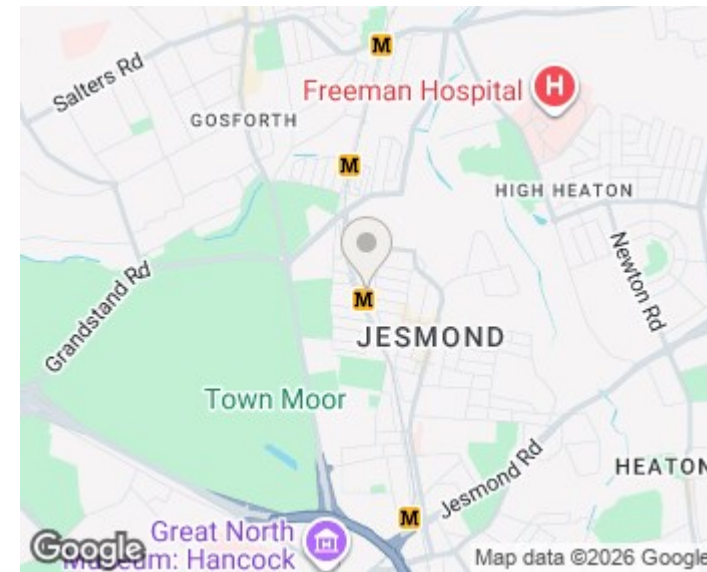 M
Salters Rd
Freeman Hospital
H
GOSFORTH
M
HIGH HEATON
Newton Rd
Grandstand Rd
M
JESMOND
Town Moor
Jesmond Rd
HEATON
M
Great North
Museum: Hancock
Google
Map data ©2026 Google